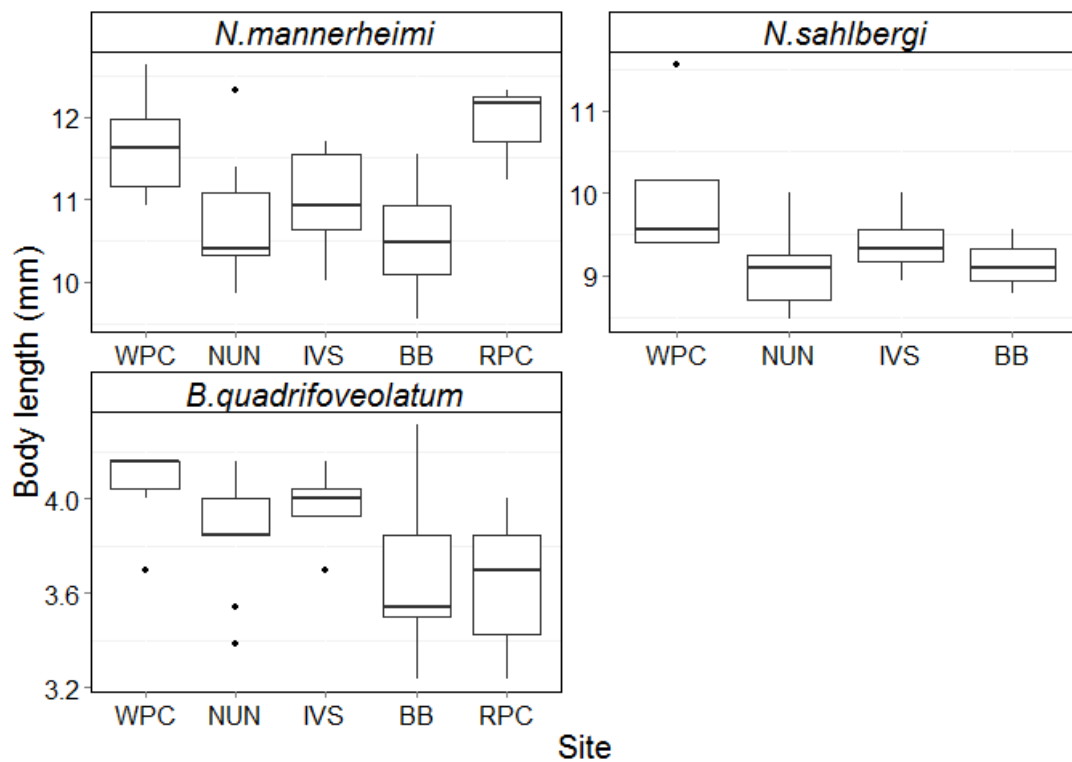 N.mannerheimi
N.sahlbergi
12
11
10
11
10
9
WPC NUN IVS BB RPC
WPC NUN IVS BB
B.quadrifoveolatum
4.0
3.6
3.2
WPC NUN IVS BB RPC
Body length (mm)
Site